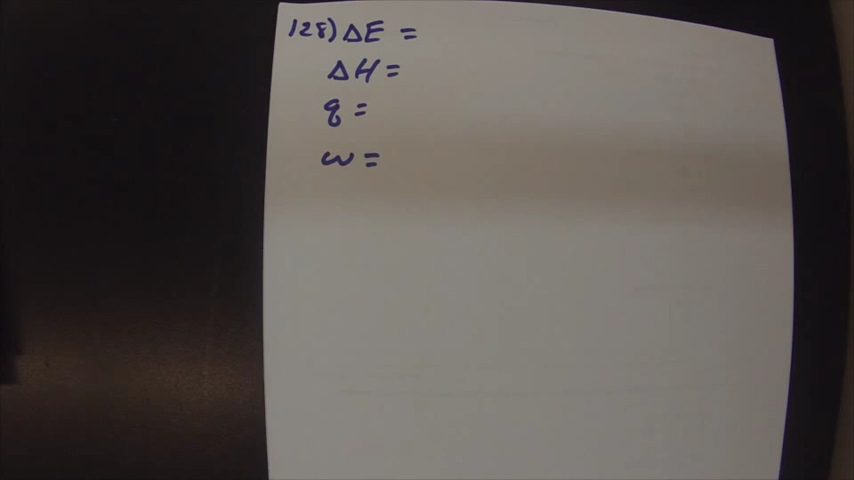 128) ΔE =
ΔH =
q =
w =